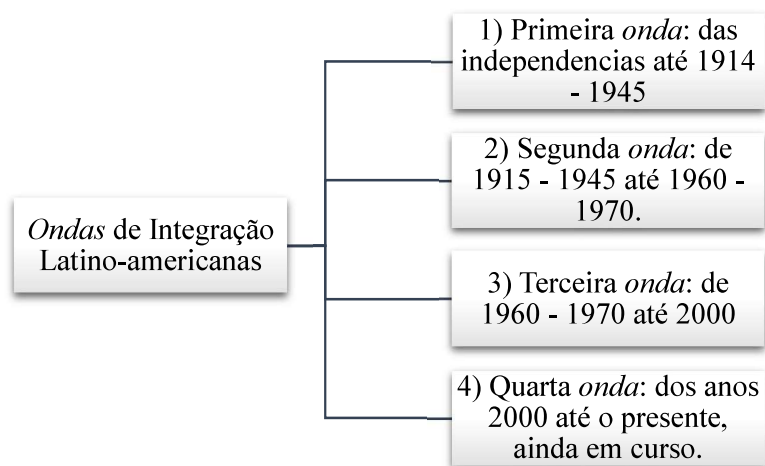 Ondas de Integração
Latino-americanas
1) Primeira onda: das
independencias até 1914
- 1945
2) Segunda onda: de
1915 - 1945 até 1960 -
1970.
3) Terceira onda: de
1960 - 1970 até 2000
4) Quarta onda: dos anos
2000 até o presente,
ainda em curso.